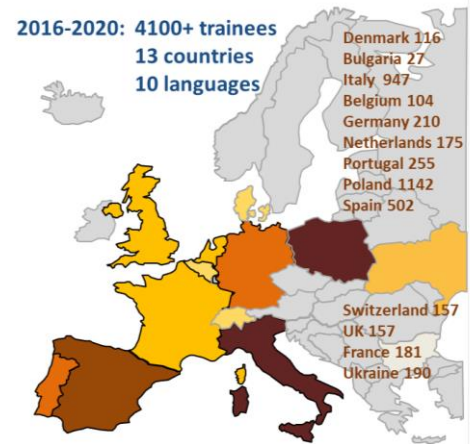 2016-2020: 4100+ trainees
13 countries
10 languages
Denmark 116
Bulgaria 27
Italy 947
Belgium 104
Germany 210
Netherlands 175
Portugal 255
Poland 1142
Spain 502
Switzerland 157
UK 157
France 181
Ukraine 190